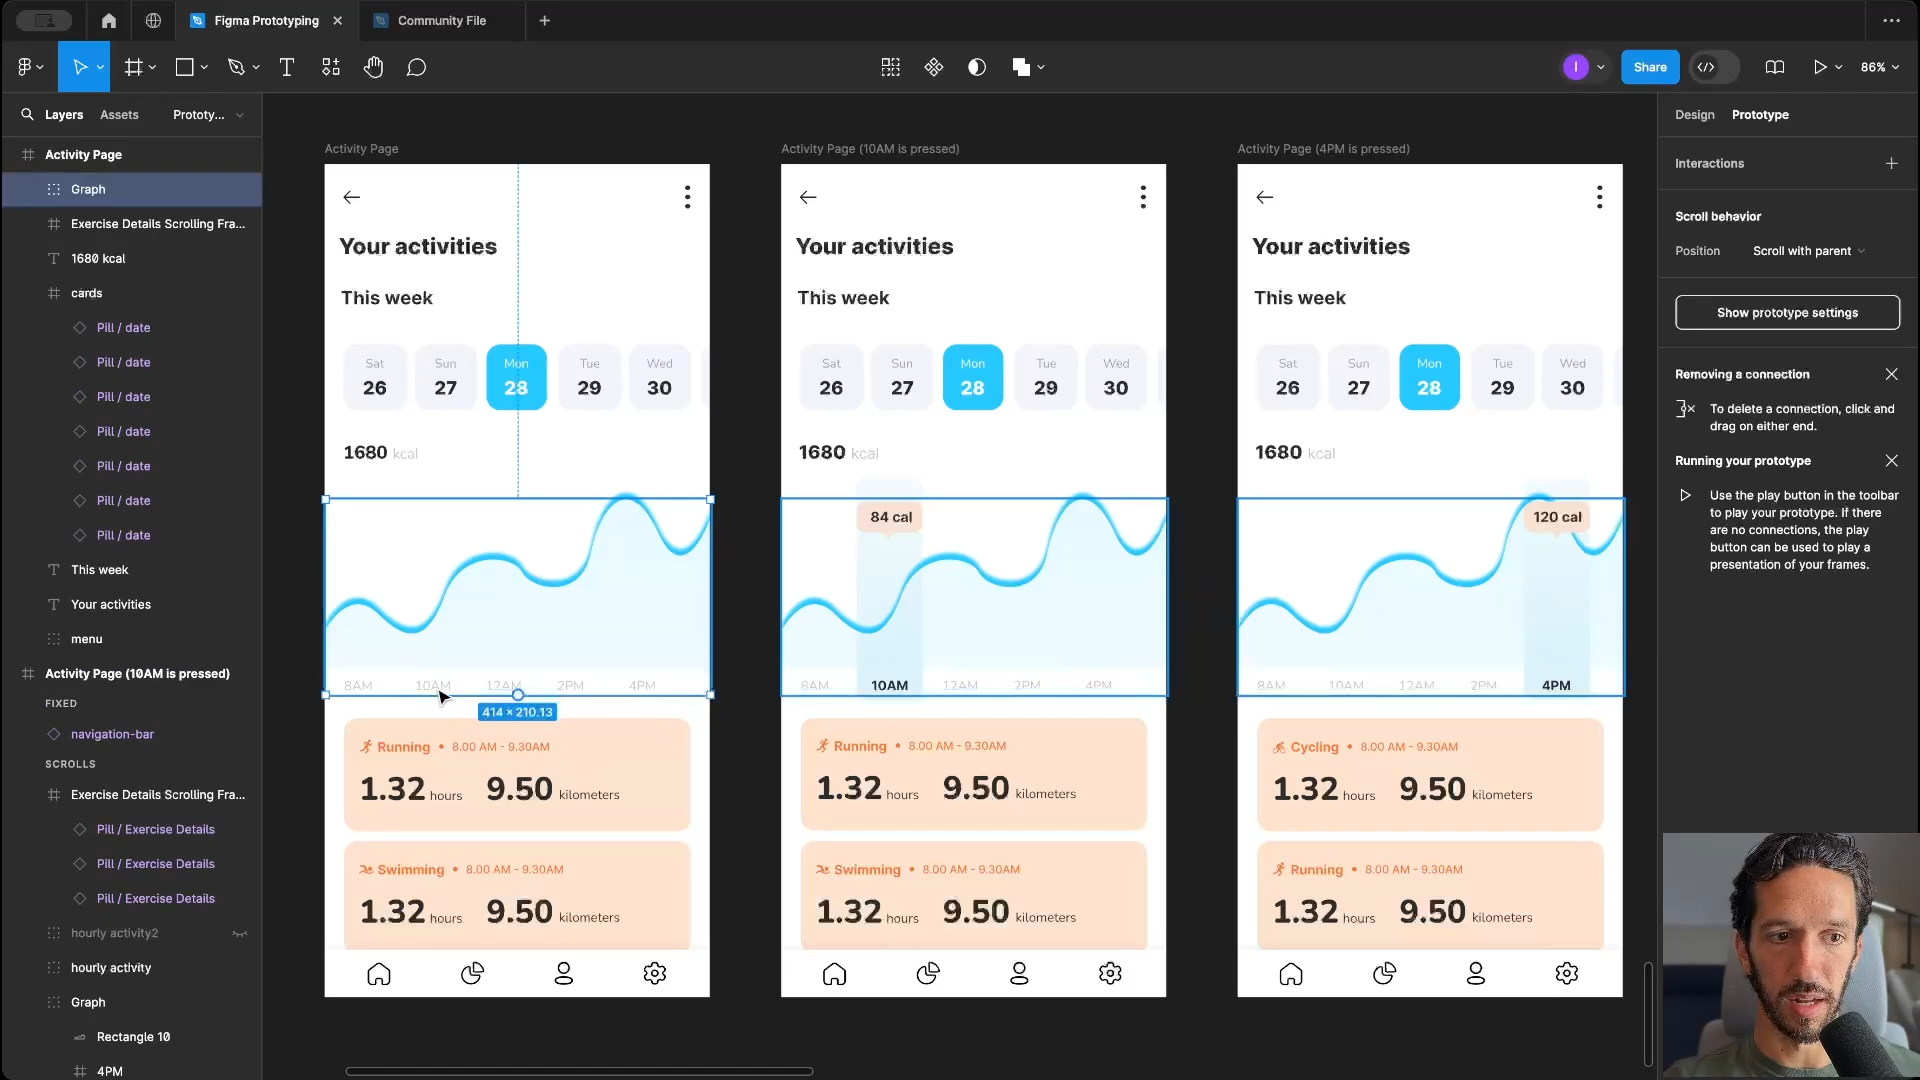 Figma Prototyping
Community File
Share
86%
I
Layers
Assets
Prototy...
Activity Page
Graph
Exercise Details Scrolling Fra...
1680 kcal
cards
Pill / date
Pill / date
Pill / date
Pill / date
Pill / date
Pill / date
Pill / date
This week
Your activities
menu
Activity Page (10AM is pressed)
FIXED
navigation-bar
SCROLLS
Exercise Details Scrolling Fra...
Pill / Exercise Details
Pill / Exercise Details
Pill / Exercise Details
hourly activity2
hourly activity
Graph
Rectangle 10
4PM
Activity Page
Your activities
This week
Sat
Sun
Mon
Tue
Wed
26
27
28
29
30
1680 kcal
8AM
10AM
12AM
2PM
4PM
414 × 210.13
Running • 8.00 AM - 9.30AM
1.32 hours 9.50 kilometers
Swimming • 8.00 AM - 9.30AM
1.32 hours 9.50 kilometers
Activity Page (10AM is pressed)
Your activities
This week
Sat
Sun
Mon
Tue
Wed
26
27
28
29
30
1680 kcal
84 cal
8AM
10AM
12AM
2PM
4PM
Running • 8.00 AM - 9.30AM
1.32 hours 9.50 kilometers
Swimming • 8.00 AM - 9.30AM
1.32 hours 9.50 kilometers
Activity Page (4PM is pressed)
Your activities
This week
Sat
Sun
Mon
Tue
Wed
26
27
28
29
30
1680 kcal
120 cal
8AM
10AM
12AM
2PM
4PM
Cycling • 8.00 AM - 9.30AM
1.32 hours 9.50 kilometers
Running • 8.00 AM - 9.30AM
1.32 hours 9.50 kilometers
Design
Prototype
Interactions
Scroll behavior
Position
Scroll with parent
Show prototype settings
Removing a connection
To delete a connection, click and
drag on either end.
Running your prototype
Use the play button in the toolbar
to play your prototype. If there
are no connections, the play
button can be used to play a
presentation of your frames.